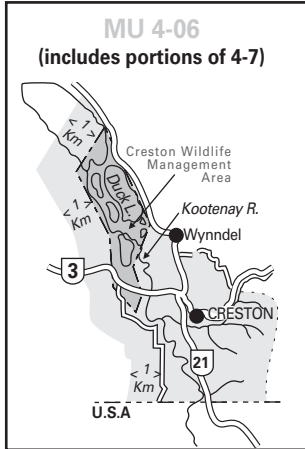 MU 4-06
(includes portions of 4-7)
< 1 >
Km
Creston Wildlife
Management
Area
Duck L.
< 1 >
Km
Kootenay R.
Wynndel
3
CRESTON
21
< 1 >
Km
U.S.A